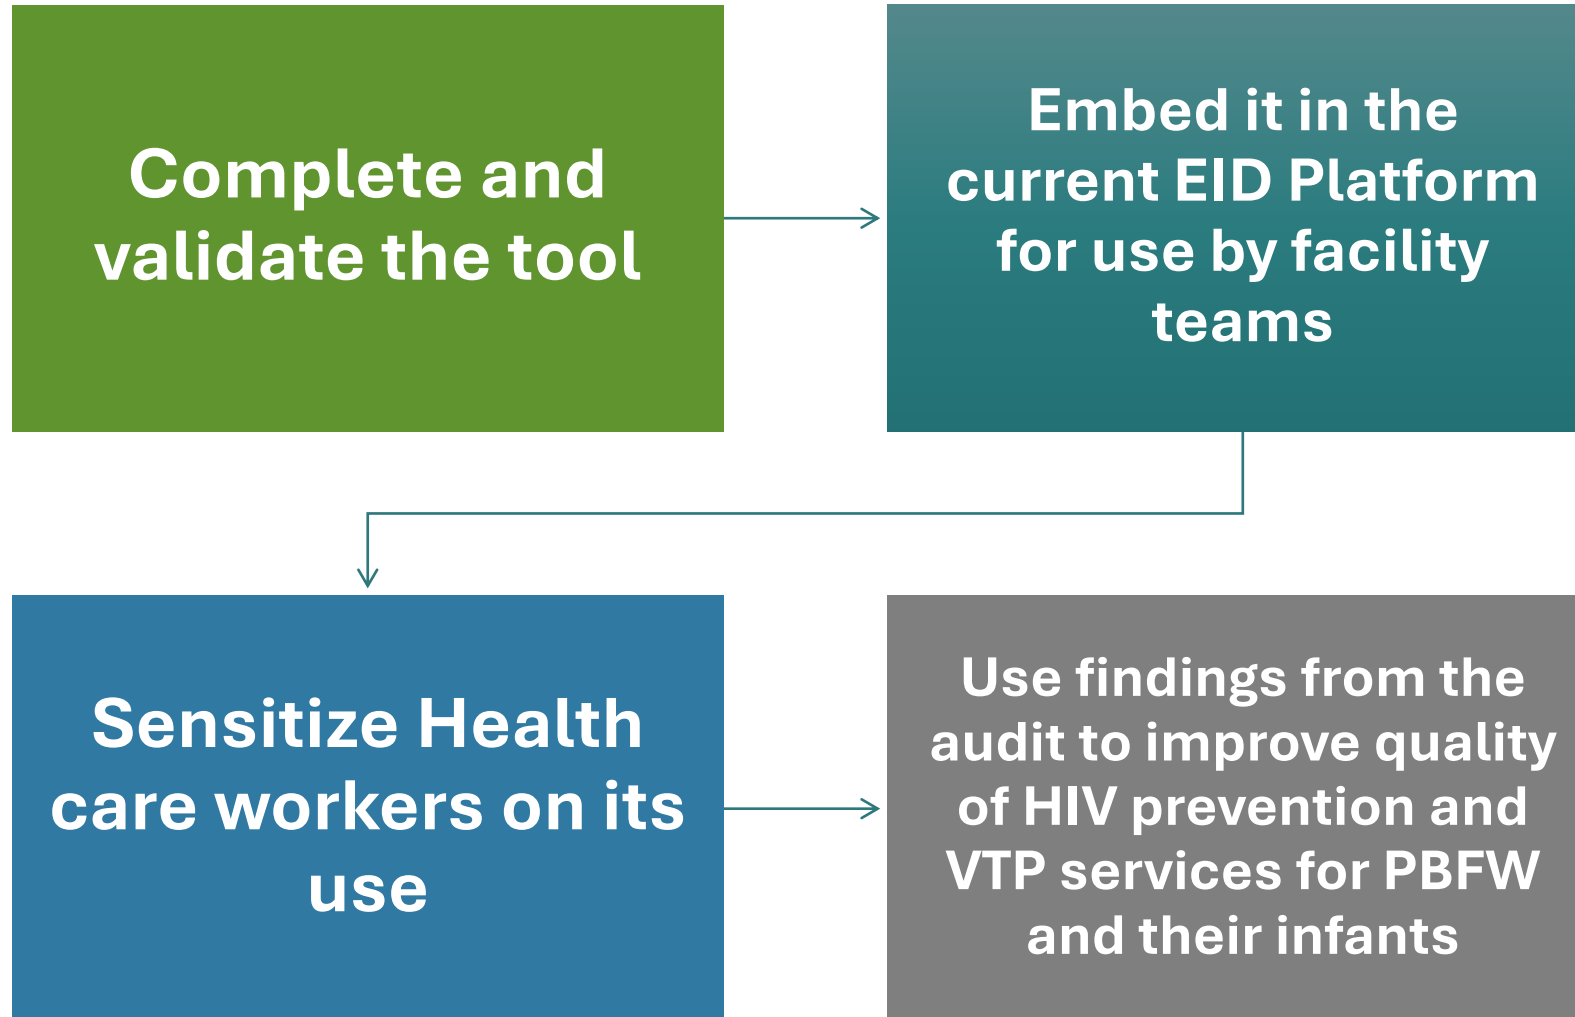 Complete and
validate the tool
Embed it in the
current EID Platform
for use by facility
teams
Sensitize Health
care workers on its
use
Use findings from the
audit to improve quality
of HIV prevention and
VTP services for PBFW
and their infants